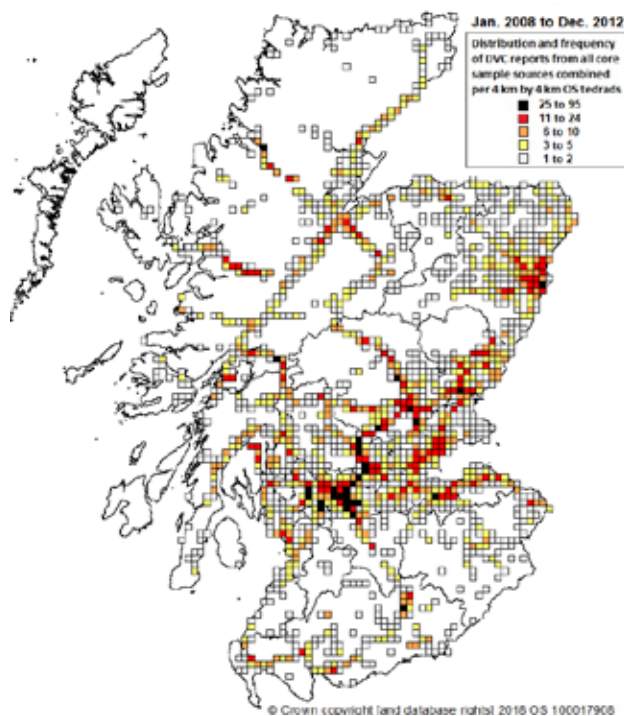 Jan. 2008 to Dec. 2012
Distribution and frequency
of DVC reports from all core
sample sources combined
per 4 km by 4 km OS tedrads
25 to 95
11 to 24
6 to 10
3 to 5
1 to 2
© Crown copyright [and database rights] 2018 OS 100017908